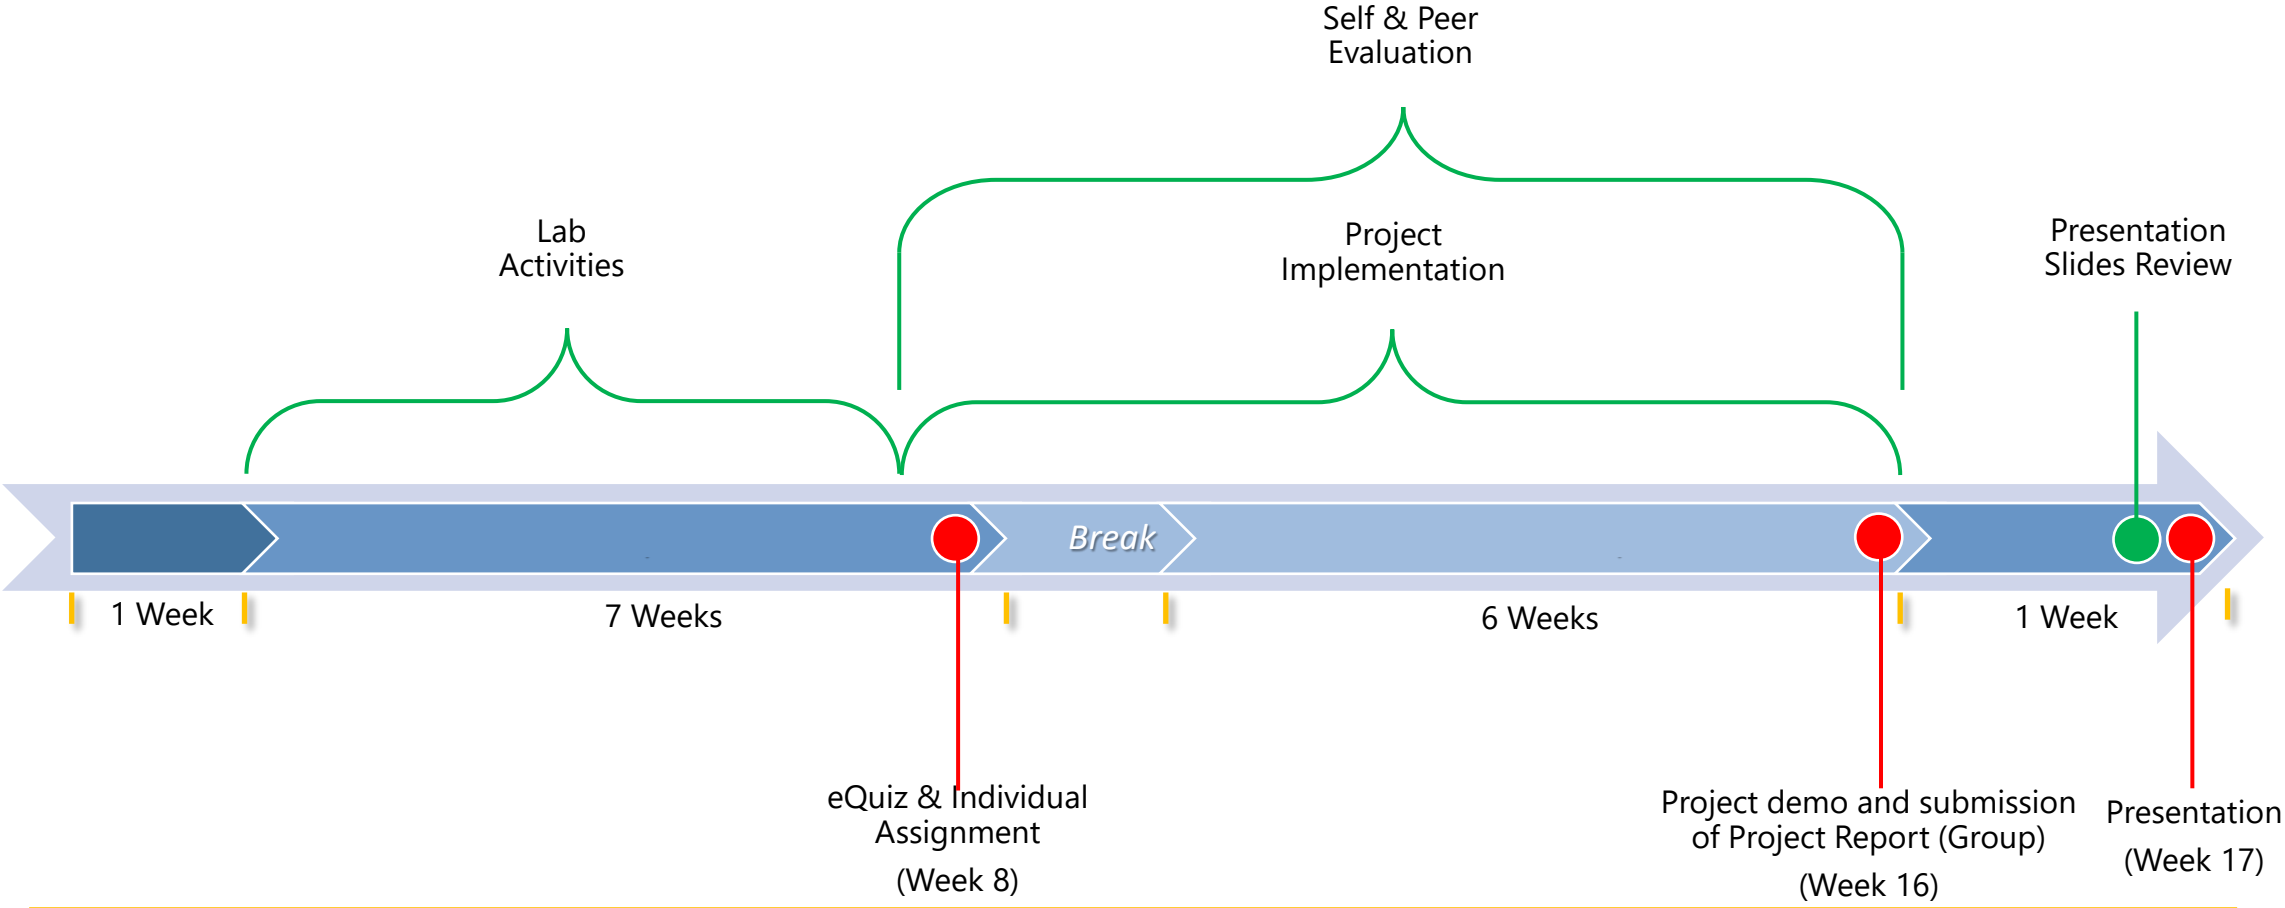 Self & Peer
Evaluation
Lab
Activities
Project
Implementation
Presentation
Slides Review
Break
1 Week
7 Weeks
6 Weeks
1 Week
eQuiz & Individual
Assignment
(Week 8)
Project demo and submission
of Project Report (Group)
(Week 16)
Presentation
(Week 17)